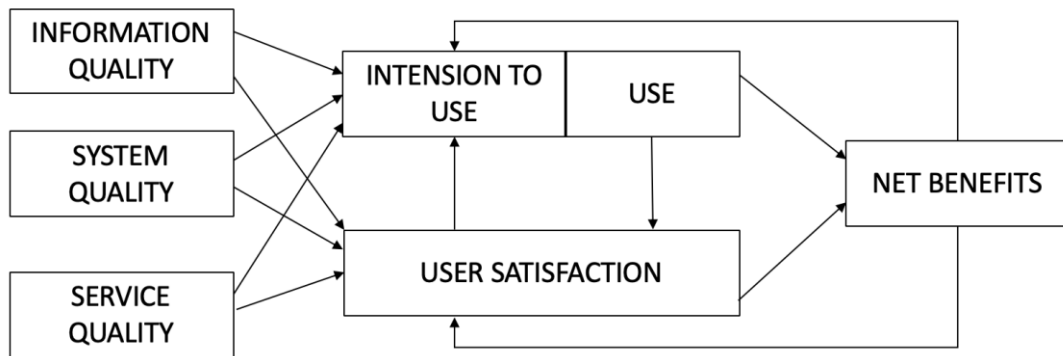 INFORMATION
QUALITY
SYSTEM
QUALITY
SERVICE
QUALITY
INTENSION TO
USE
USE
USER SATISFACTION
NET BENEFITS